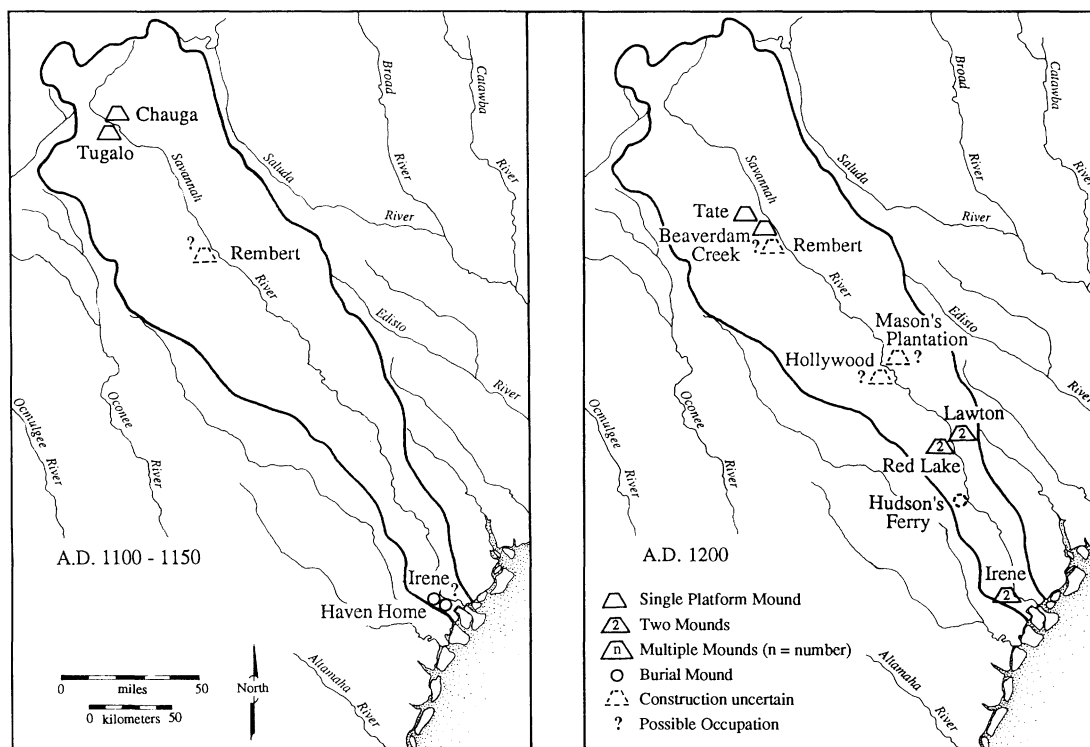 Chauga
Tugalo
Savannah
River
?
Rembert
Saluda
River
Broad
River
Catawba
River
Edisto
River
Ocmulgee
River
Oconee
River
A.D. 1100 - 1150
Irene
?
Haven Home
Altamaha
River
0 50
miles
0 50
kilometers
North
Broad
River
Catawba
River
Saluda
River
Savannah
River
Tate
Beaverdam
Creek
?
Rembert
Mason's
Plantation
?
Hollywood
?
Edisto
River
Lawton
2
2
Red Lake
Hudson's
Ferry
Ocmulgee
River
Oconee
River
A.D. 1200
Irene
2
Single Platform Mound
2 Two Mounds
n Multiple Mounds (n = number)
Burial Mound
Construction uncertain
? Possible Occupation
Altamaha
River